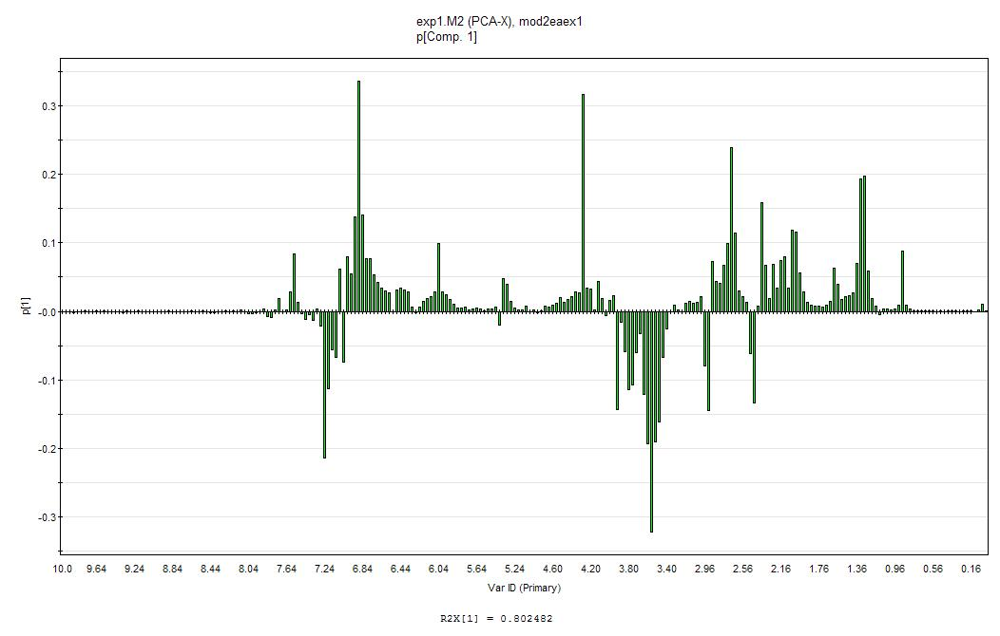 exp1.M2 (PCA-X), mod2eaex1
p[Comp. 1]
0.3
0.2
0.1
-0.0
-0.1
-0.2
-0.3
p[1]
10.0 9.64 9.24 8.84 8.44 8.04 7.64 7.24 6.84 6.44 6.04 5.64 5.24 4.60 4.20 3.80 3.40 2.96 2.56 2.16 1.76 1.36 0.96 0.56 0.16
Var ID (Primary)
R2X[1] = 0.802482